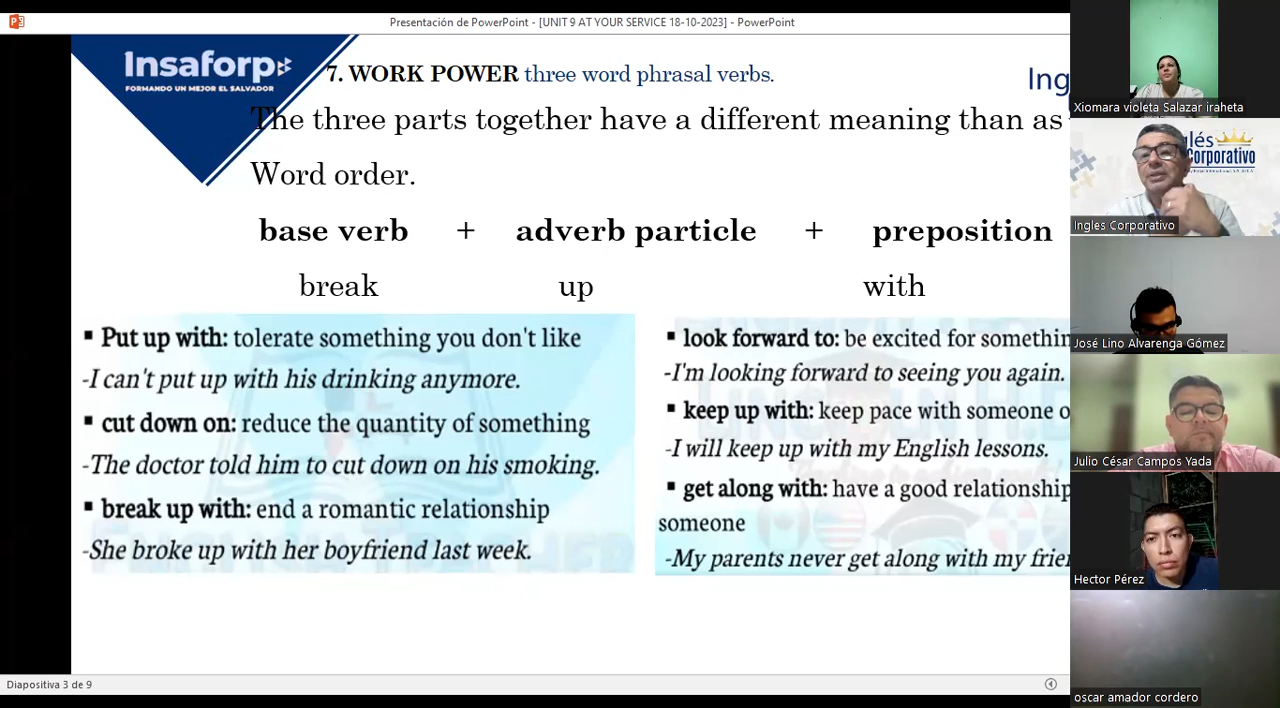 Presentación de PowerPoint - [UNIT 9 AT YOUR SERVICE 18-10-2023] - PowerPoint
Insaforp
FORMANDO UN MEJOR EL SALVADOR
7. WORK POWER three word phrasal verbs.
Ing
The three parts together have a different meaning than as
Word order.
base verb + adverb particle + preposition
break up with
▪ Put up with: tolerate something you don't like
-I can't put up with his drinking anymore.
▪ cut down on: reduce the quantity of something
-The doctor told him to cut down on his smoking.
▪ break up with: end a romantic relationship
-She broke up with her boyfriend last week.
▪ look forward to: be excited for somethin
-I'm looking forward to seeing you again.
▪ keep up with: keep pace with someone o
-I will keep up with my English lessons.
▪ get along with: have a good relationship
someone
-My parents never get along with my frie
Diapositiva 3 de 9
Xiomara violeta Salazar iraheta
glés
Corporativo
Ingles Corporativo
José Lino Alvarenga Gómez
Julio César Campos Yada
Hector Pérez
oscar amador cordero